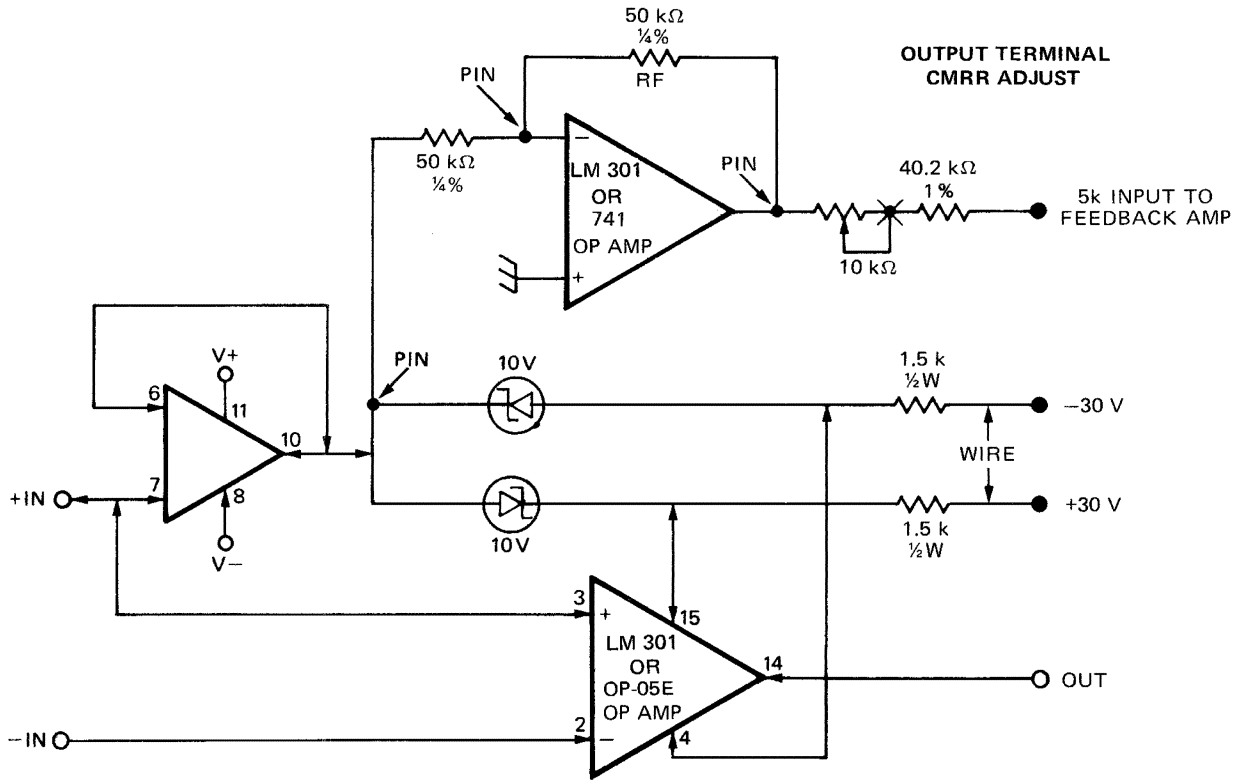 50 kΩ
¼%
RF
OUTPUT TERMINAL
CMRR ADJUST
PIN
50 kΩ
¼%
−
LM 301
OR
741
OP AMP
+
PIN
10 kΩ
40.2 kΩ
1 %
5k INPUT TO
FEEDBACK AMP
V+
6
11
10
7
8
V−
+IN
PIN
10V
1.5 k
½W
−30 V
WIRE
10V
1.5 k
½W
+30 V
3
+
15
LM 301
OR
OP-05E
OP AMP
14
OUT
2
−
4
−IN